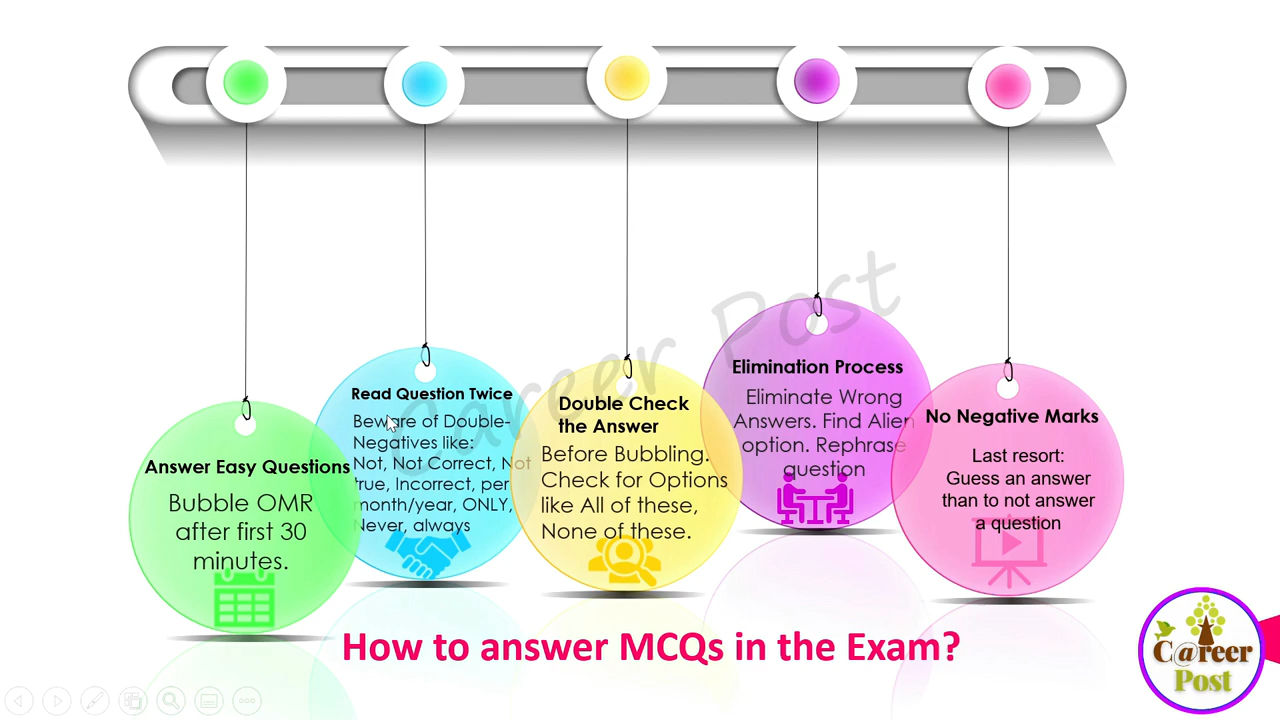 Answer Easy Questions
Bubble OMR
after first 30
minutes.
Read Question Twice
Beware of Double-
Negatives like:
Not, Not Correct, Not
true, Incorrect, per
month/year, ONLY,
Never, always
Double Check
the Answer
Before Bubbling.
Check for Options
like All of these,
None of these.
Elimination Process
Eliminate Wrong
Answers. Find Alien
option. Rephrase
question
No Negative Marks
Last resort:
Guess an answer
than to not answer
a question
Career Post
How to answer MCQs in the Exam?
C@reer
Post